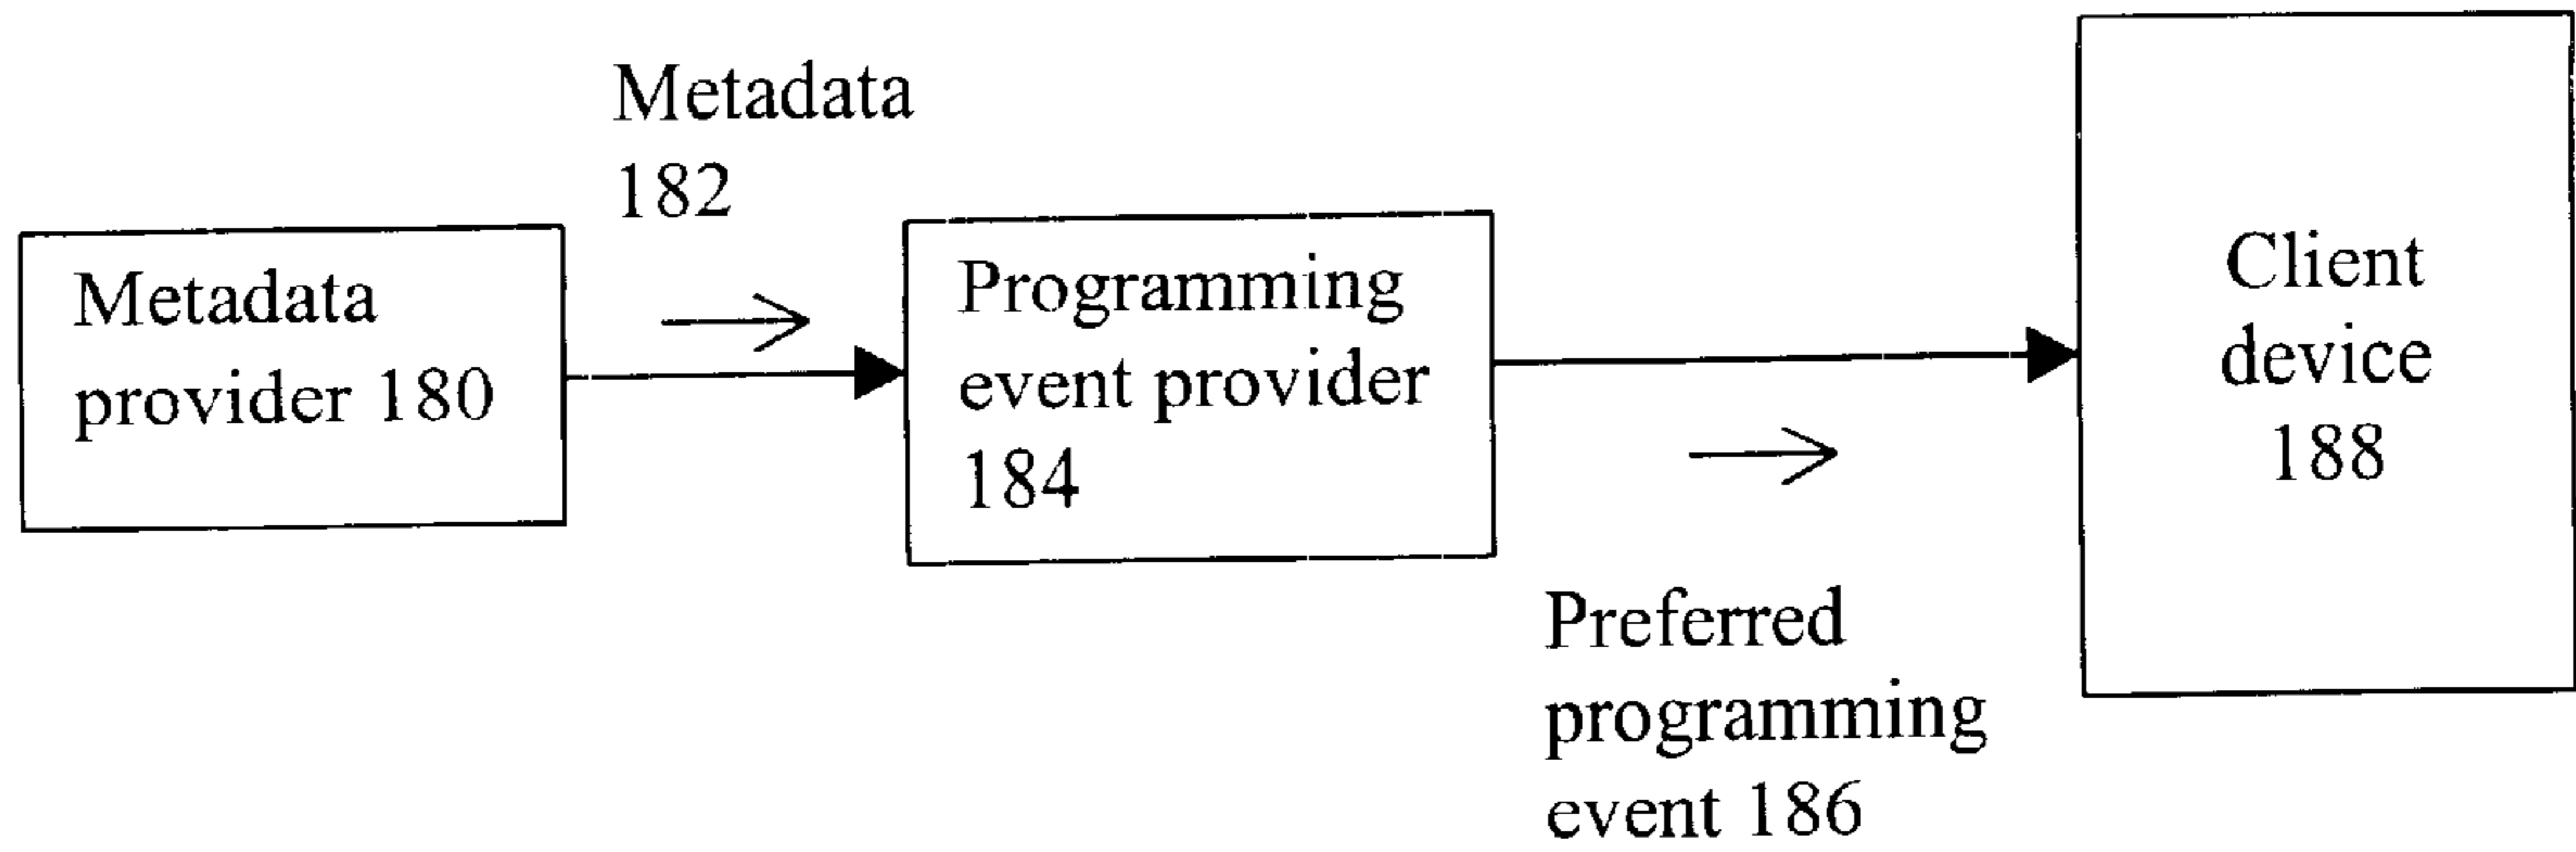 Metadata
182
Metadata
provider 180
Programming
event provider
184
Client
device
188
Preferred
programming
event 186